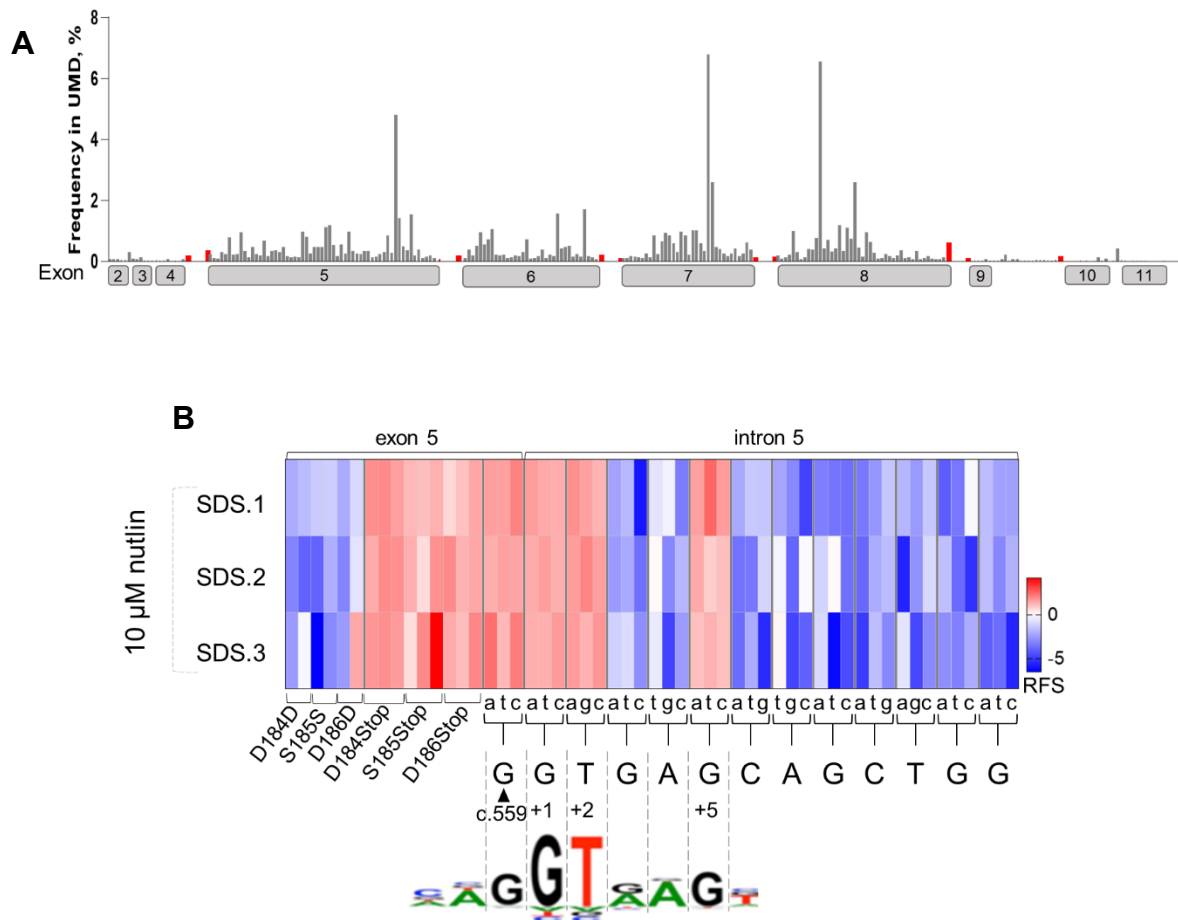 A
Frequency in UMD, %
8
6
4
2
0
Exon 2 3 4 5 6 7 8 9 10 11
B
exon 5 intron 5
10 µM nutlin
SDS.1
SDS.2
SDS.3
0
-5
RFS
D184D S185S D186D D184Stop S185Stop D186Stop
a t c a t c a g c a t c t g c a t c a t g t g c a t c a t g a g c a t c a t c
G G T G A G C A G C T G G
c.559 +1 +2 +5
G G T A G